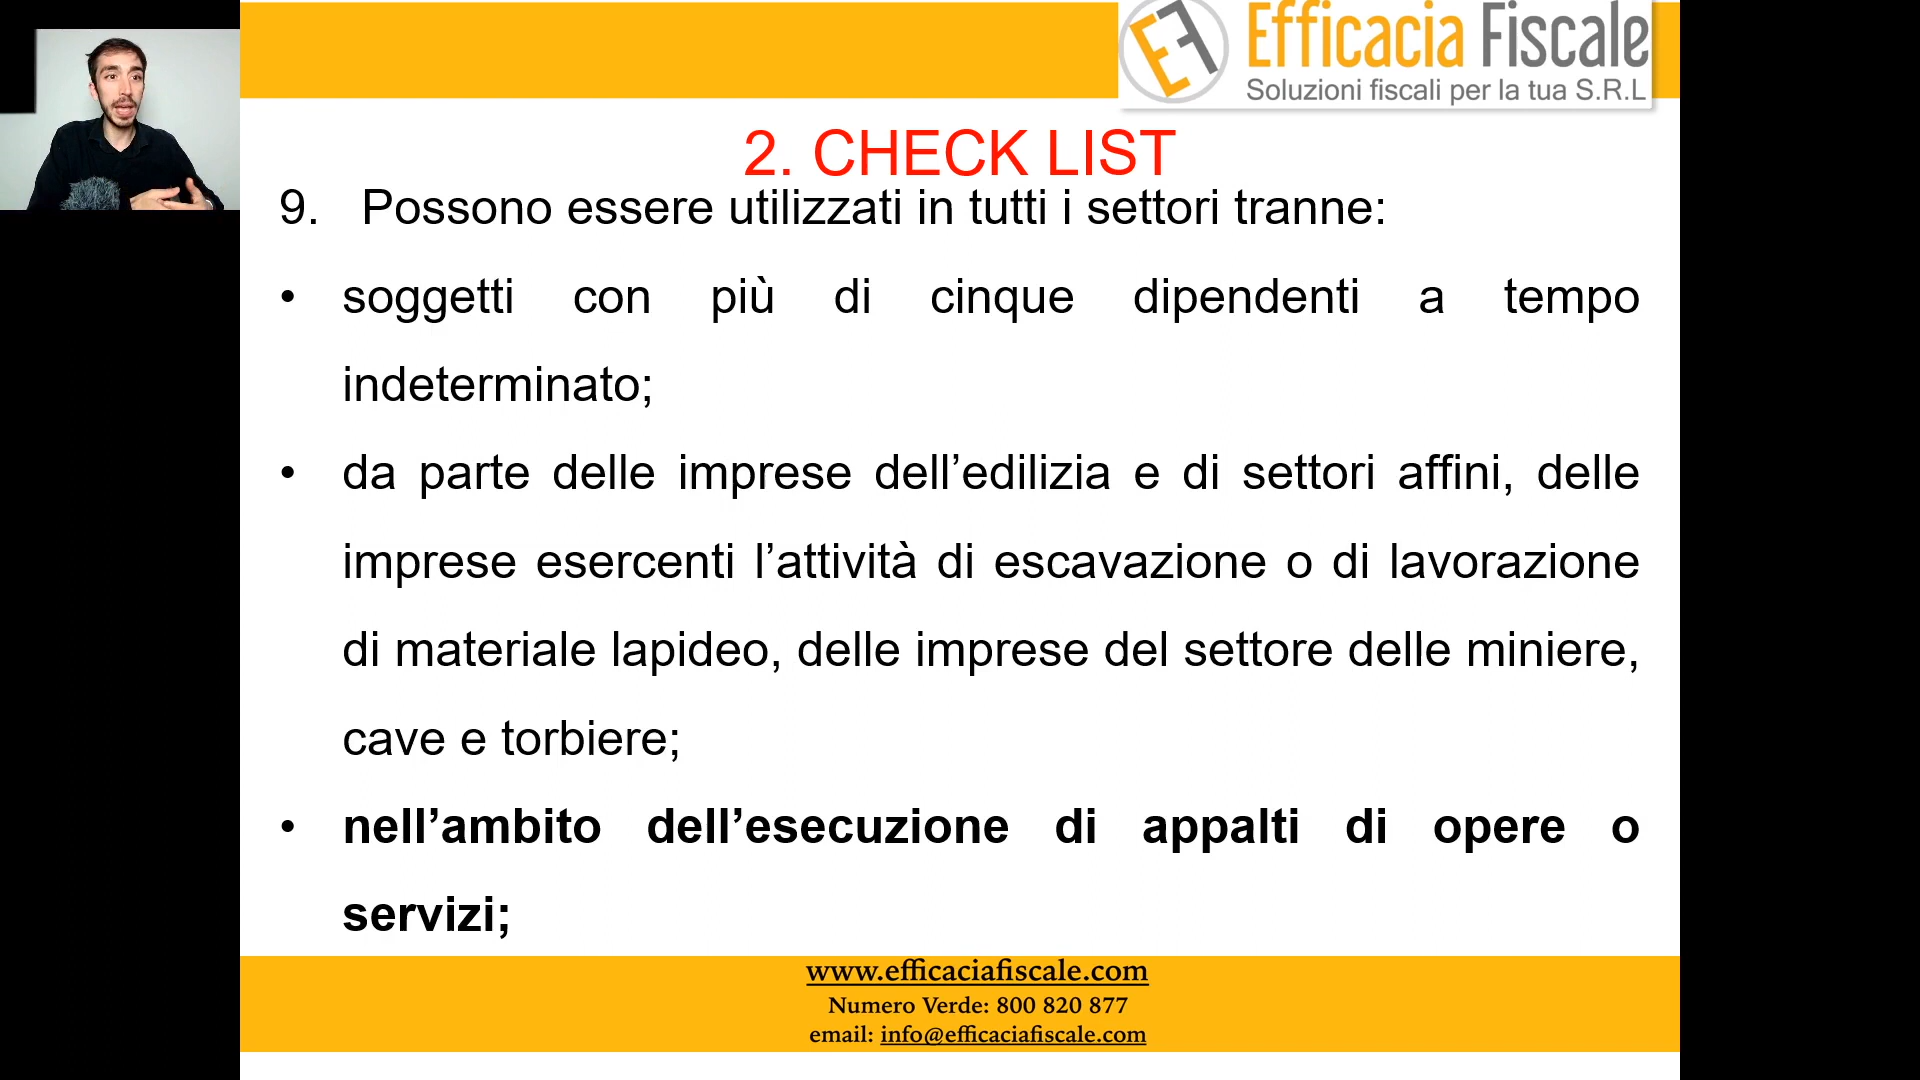 EF
Efficacia Fiscale
Soluzioni fiscali per la tua S.R.L
2. CHECK LIST
9. Possono essere utilizzati in tutti i settori tranne:
• soggetti con più di cinque dipendenti a tempo
indeterminato;
• da parte delle imprese dell’edilizia e di settori affini, delle
imprese esercenti l’attività di escavazione o di lavorazione
di materiale lapideo, delle imprese del settore delle miniere,
cave e torbiere;
• nell’ambito dell’esecuzione di appalti di opere o
servizi;
www.efficaciafiscale.com
Numero Verde: 800 820 877
email: info@efficaciafiscale.com